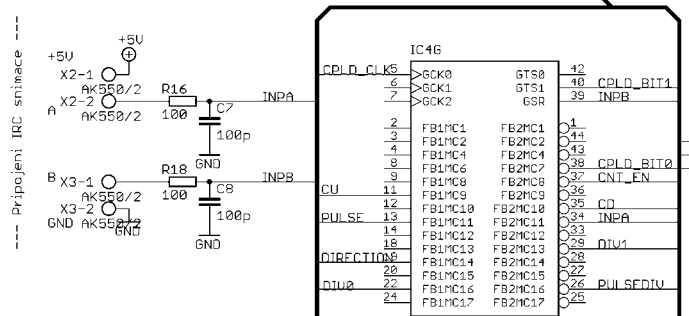 --- Pripojeni IRC snimace ---
+5V
+5V
X2-1
AK550/2
A X2-2
AK550/2
R16
100
C7
100p
GND
INPA
B X3-1
AK550/2
R18
100
C8
100p
GND
INPB
X3-2
GND AK550/2
GND
IC4G
CPLD_CLK 5 GCK0 GTS0 42
6 GCK1 GTS1 40 CPLD_BIT1
7 GCK2 GSR 39 INPB
2 FB1MC1 FB2MC1 1
3 FB1MC2 FB2MC2 44
4 FB1MC4 FB2MC4 43
8 FB1MC6 FB2MC7 38 CPLD_BIT0
9 FB1MC8 FB2MC8 37 CNT_EN
CU 11 FB1MC9 FB2MC9 36
12 FB1MC10 FB2MC10 35 CD
PULSE 13 FB1MC11 FB2MC11 34 INPA
14 FB1MC12 FB2MC12 33
18 FB1MC13 FB2MC13 29 DIV1
DIRECTION FB1MC14 FB2MC14 28
20 FB1MC15 FB2MC15 27
DIV0 22 FB1MC16 FB2MC16 26 PULSEDIV
24 FB1MC17 FB2MC17 25